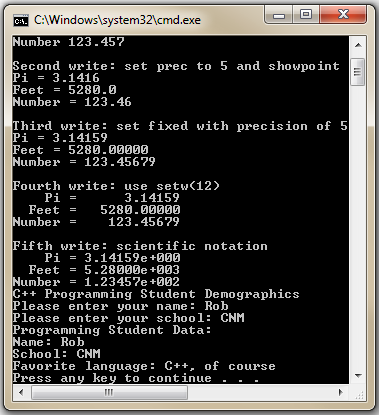 C:\Windows\system32\cmd.exe
Number 123.457
Second write: set prec to 5 and showpoint
Pi = 3.1416
Feet = 5280.0
Number = 123.46
Third write: set fixed with precision of 5
Pi = 3.14159
Feet = 5280.00000
Number = 123.45679
Fourth write: use setw(12)
Pi = 3.14159
Feet = 5280.00000
Number = 123.45679
Fifth write: scientific notation
Pi = 3.14159e+000
Feet = 5.28000e+003
Number = 1.23457e+002
C++ Programming Student Demographics
Please enter your name: Rob
Please enter your school: CNM
Programming Student Data:
Name: Rob
School: CNM
Favorite language: C++, of course
Press any key to continue . . .